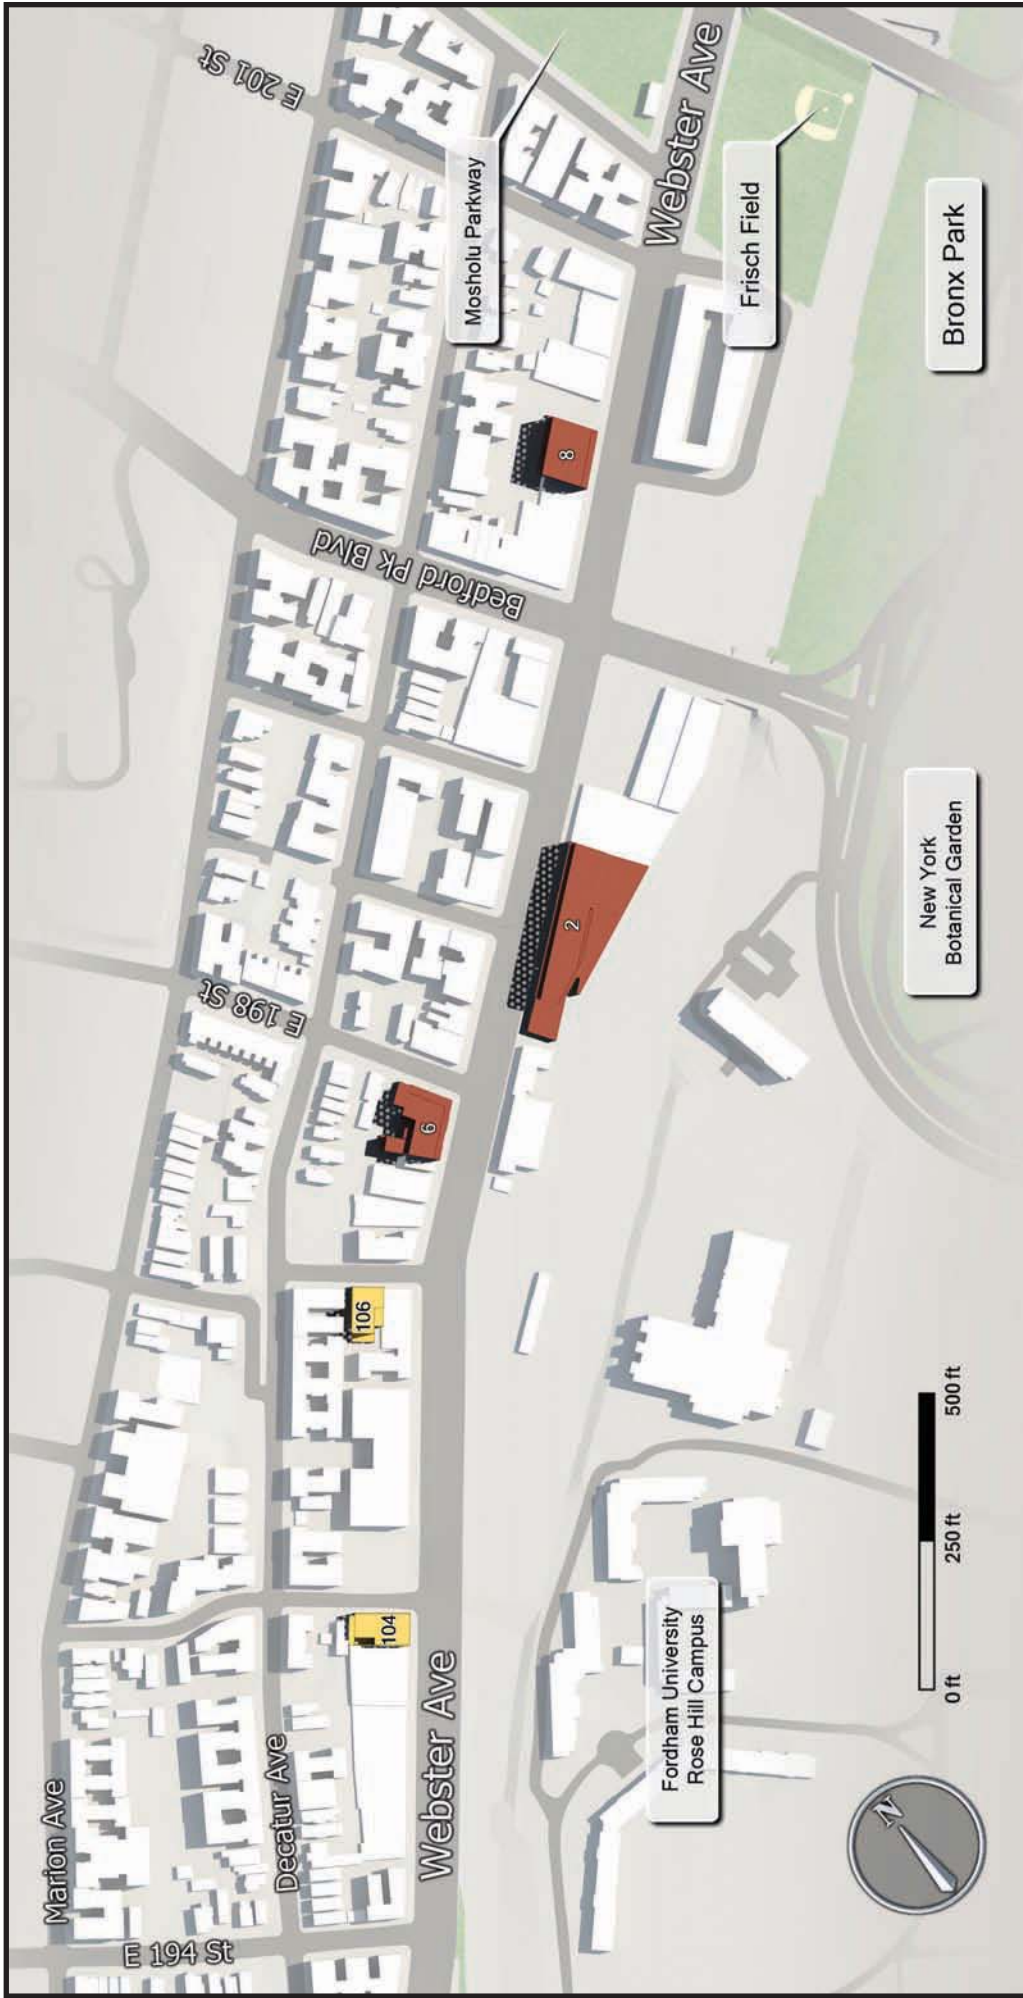 E 201 St
Webster Ave
Mosholu Parkway
Frisch Field
Bronx Park
8
Bedford Pk Blvd
2
New York
Botanical Garden
E 198 St
6
106
104
Fordham University
Rose Hill Campus
0 ft
250 ft
500 ft
Marion Ave
Decatur Ave
Webster Ave
E 194 St
N